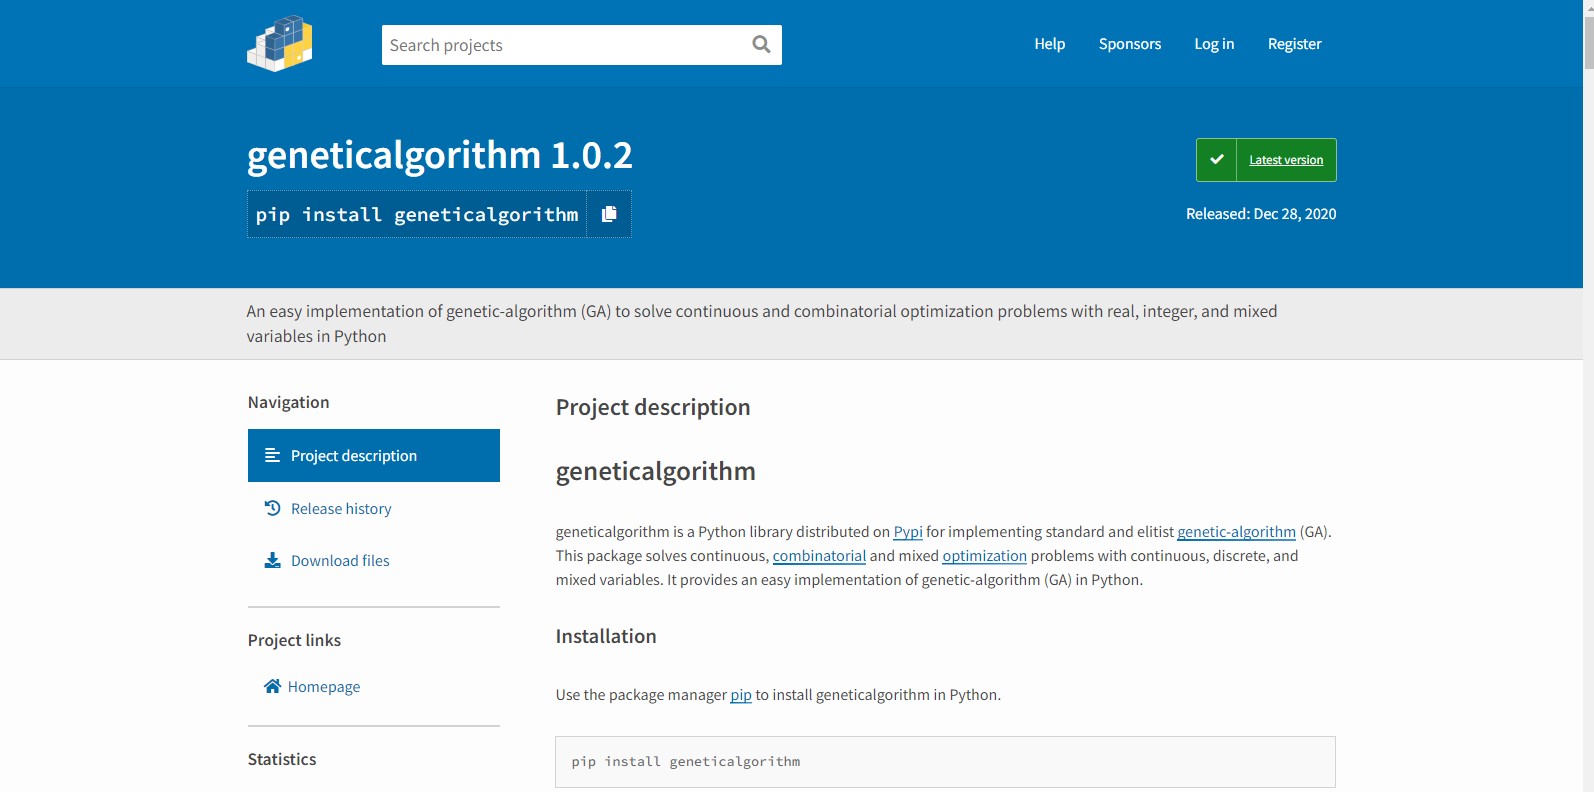 Search projects
Help
Sponsors
Log in
Register
geneticalgorithm 1.0.2
pip install geneticalgorithm
Latest version
Released: Dec 28, 2020
An easy implementation of genetic-algorithm (GA) to solve continuous and combinatorial optimization problems with real, integer, and mixed
variables in Python
Navigation
Project description
Release history
Download files
Project links
Homepage
Statistics
Project description
geneticalgorithm
geneticalgorithm is a Python library distributed on Pypi for implementing standard and elitist genetic-algorithm (GA).
This package solves continuous, combinatorial and mixed optimization problems with continuous, discrete, and
mixed variables. It provides an easy implementation of genetic-algorithm (GA) in Python.
Installation
Use the package manager pip to install geneticalgorithm in Python.
pip install geneticalgorithm